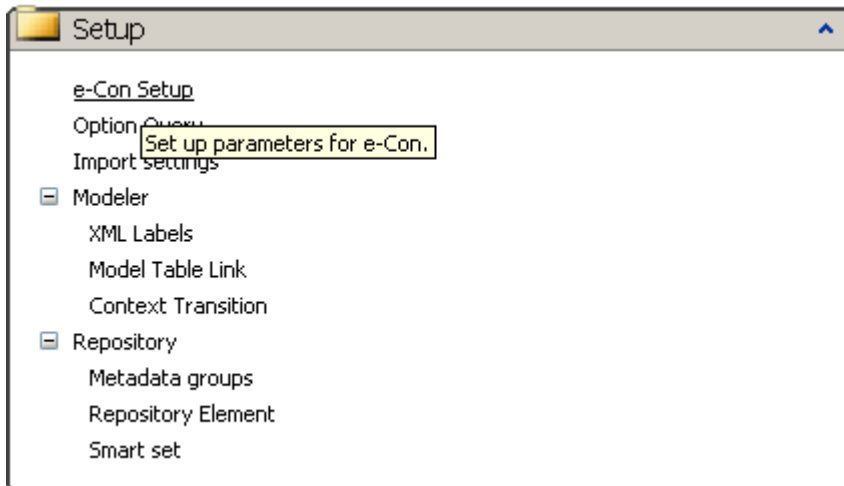 Setup
e-Con Setup
Option Query
Set up parameters for e-Con.
Import settings
Modeler
XML Labels
Model Table Link
Context Transition
Repository
Metadata groups
Repository Element
Smart set